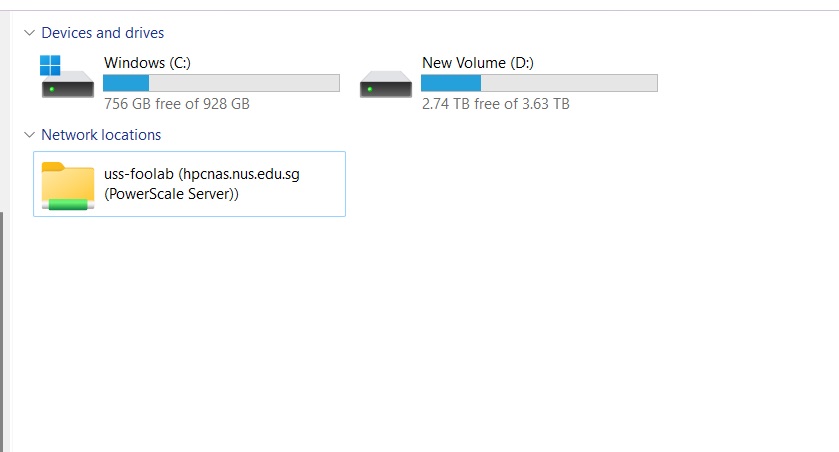 Devices and drives
Windows (C:)
756 GB free of 928 GB
New Volume (D:)
2.74 TB free of 3.63 TB
Network locations
uss-foolab (hpcnas.nus.edu.sg
(PowerScale Server))